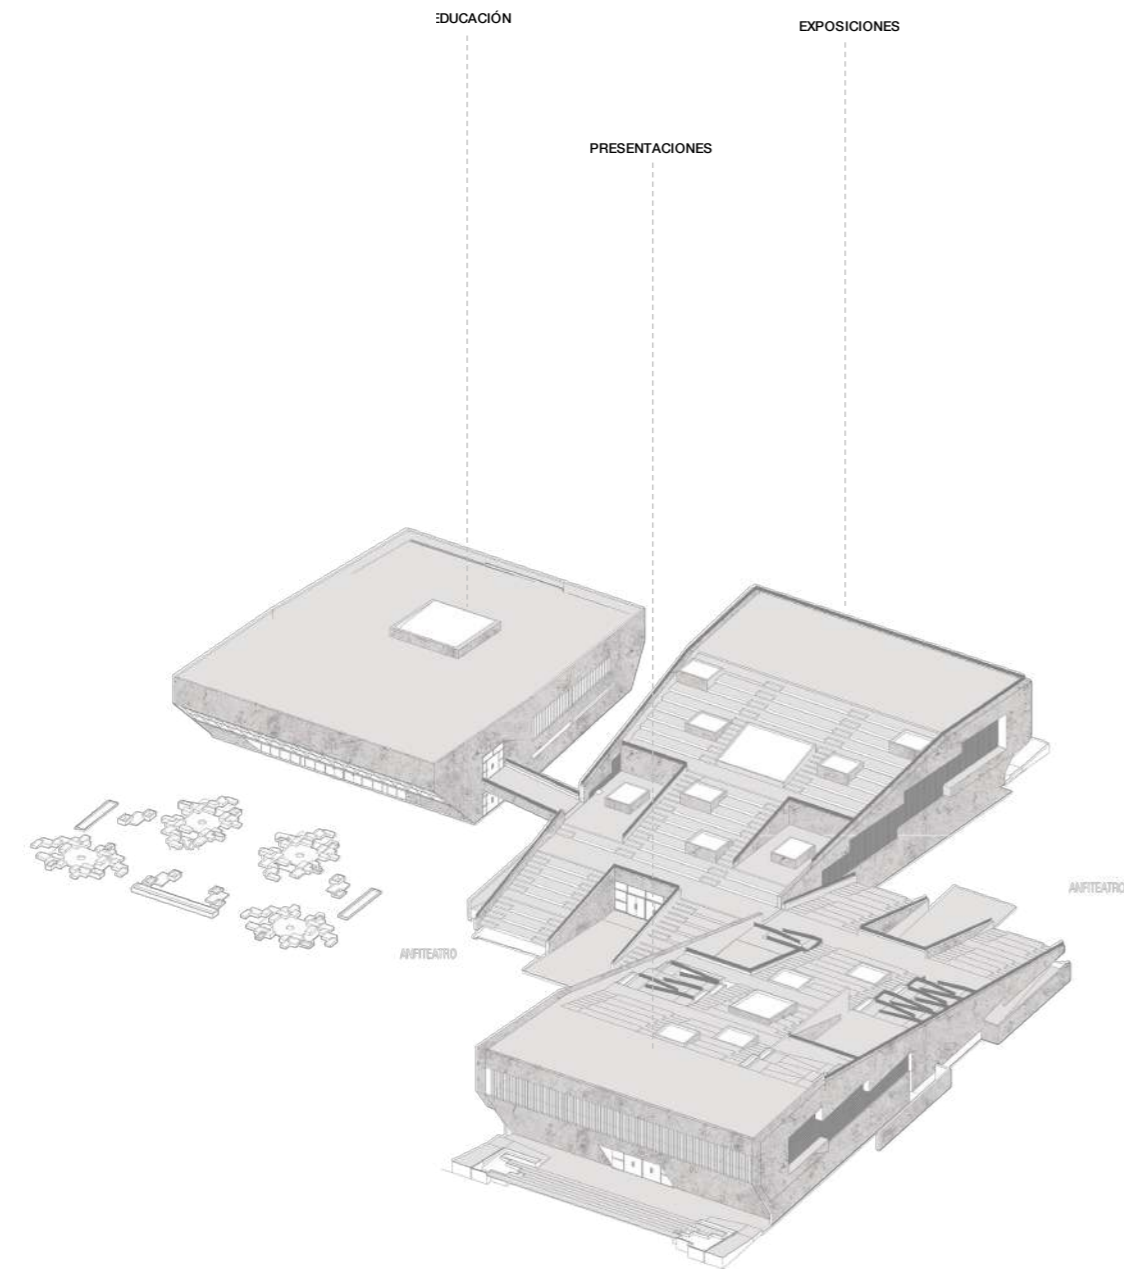 EDUCACIÓN
EXPOSICIONES
PRESENTACIONES
ANFITEATRO
ANFITEATRO